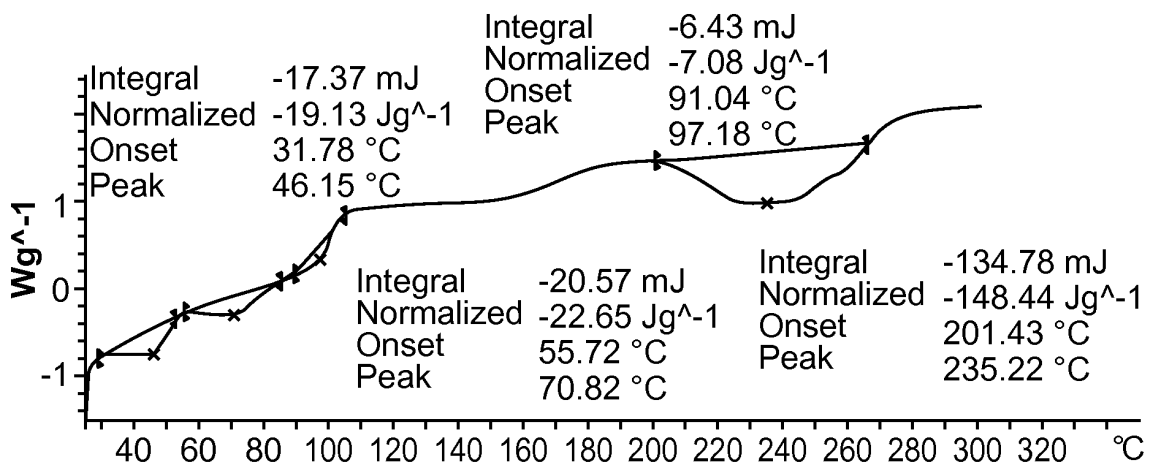 Integral -6.43 mJ
Normalized -7.08 Jg^-1
Onset 91.04 °C
Peak 97.18 °C
Integral -17.37 mJ
Normalized -19.13 Jg^-1
Onset 31.78 °C
Peak 46.15 °C
Wg^-1
1
0
-1
Integral -20.57 mJ
Normalized -22.65 Jg^-1
Onset 55.72 °C
Peak 70.82 °C
Integral -134.78 mJ
Normalized -148.44 Jg^-1
Onset 201.43 °C
Peak 235.22 °C
40 60 80 100 120 140 160 180 200 220 240 260 280 300 320 °C